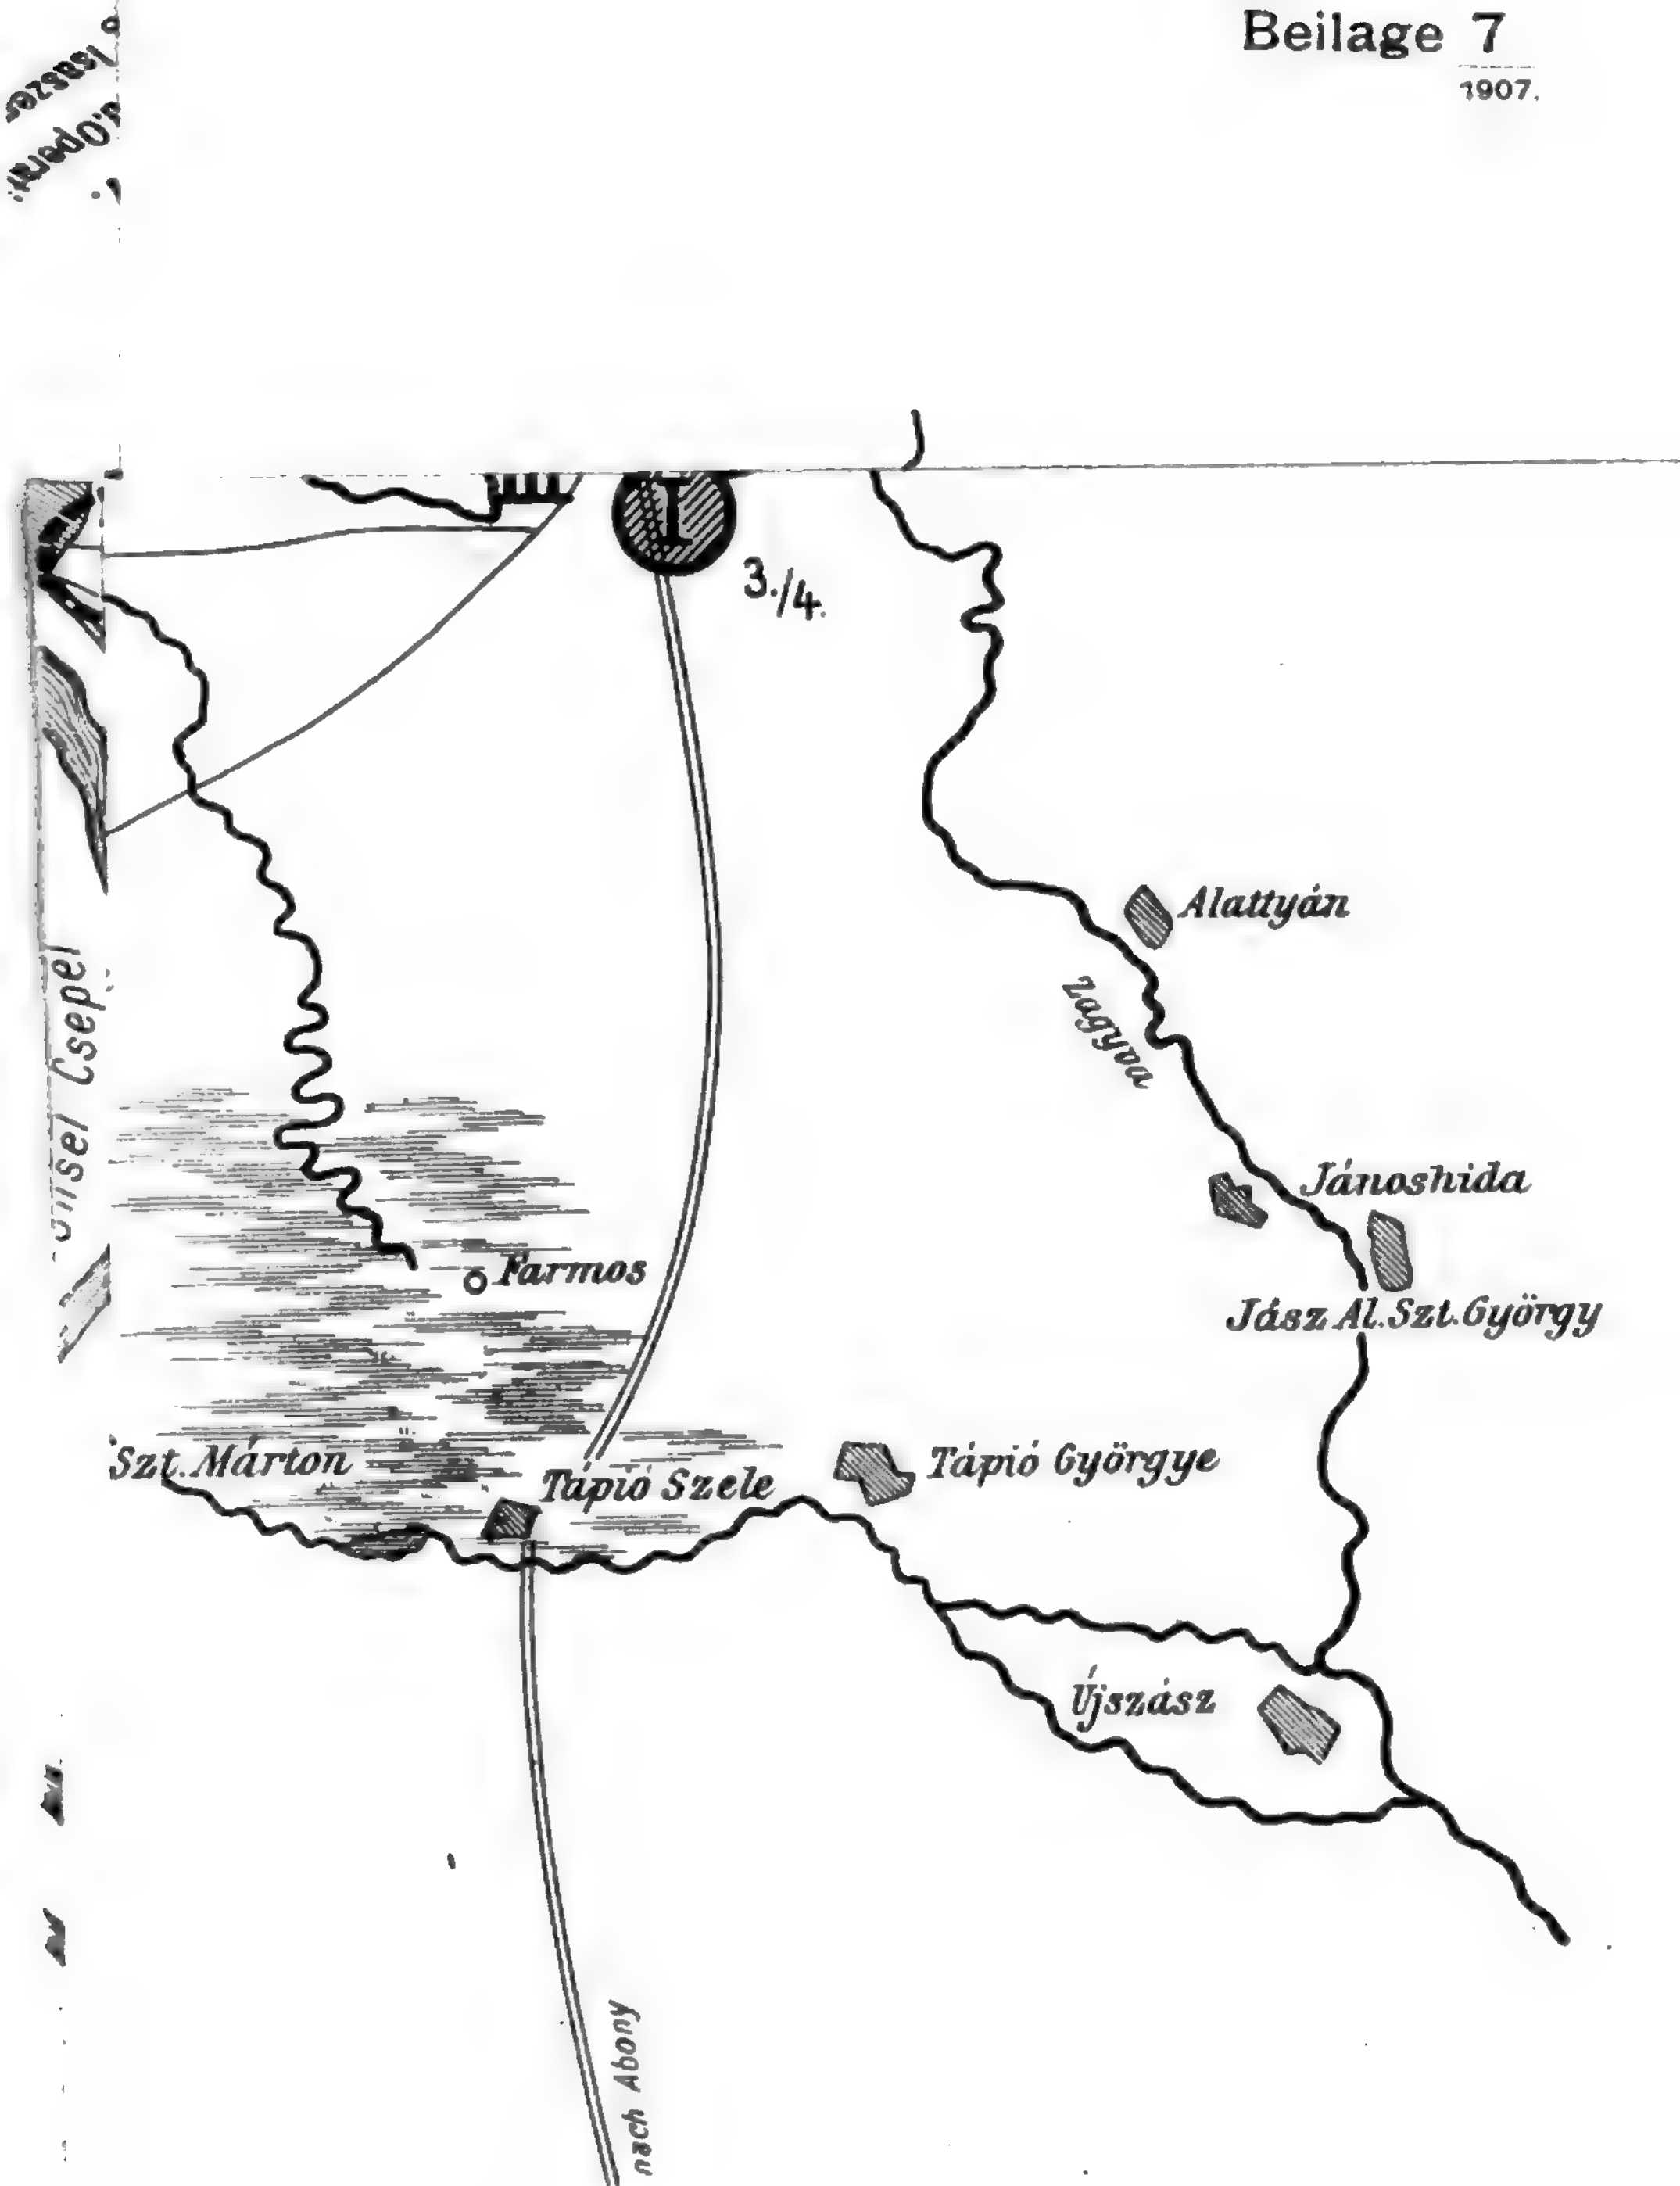 Beilage 7
1907.
I
3./4.
Alattyán
Zagyva
Jánoshida
Jász Al. Szt. György
Farmos
Csepel
Szt. Márton
Tápió Szele
Tápió Györgye
Újszász
nach Abony